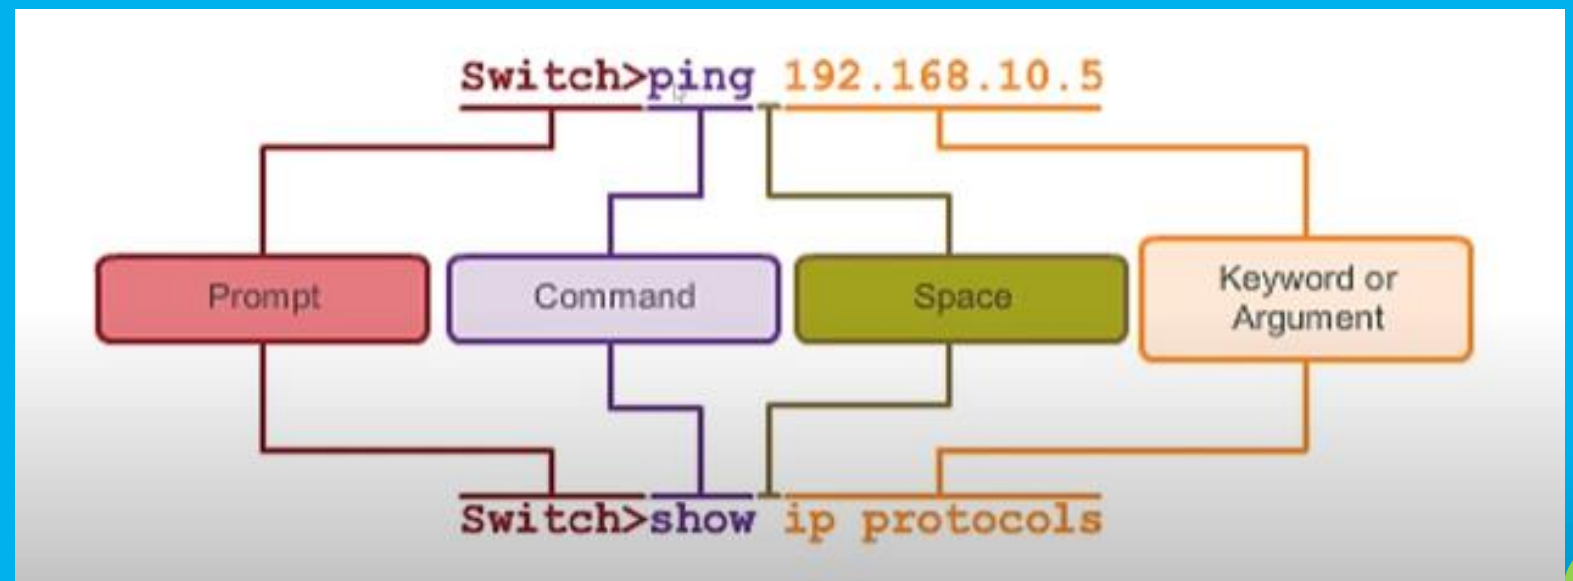 Switch>ping 192.168.10.5
Prompt
Command
Space
Keyword or
Argument
Switch>show ip protocols